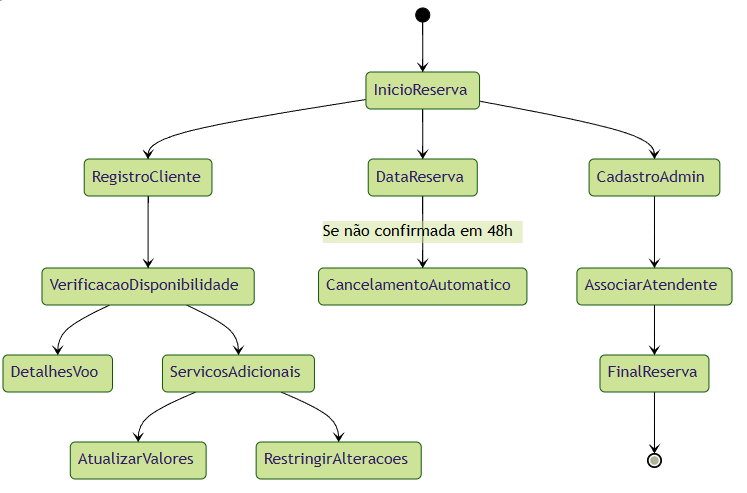 InicioReserva
RegistroCliente
DataReserva
CadastroAdmin
Se não confirmada em 48h
VerificacaoDisponibilidade
CancelamentoAutomatico
AssociarAtendente
DetalhesVoo
ServicosAdicionais
FinalReserva
AtualizarValores
RestringirAlteracoes